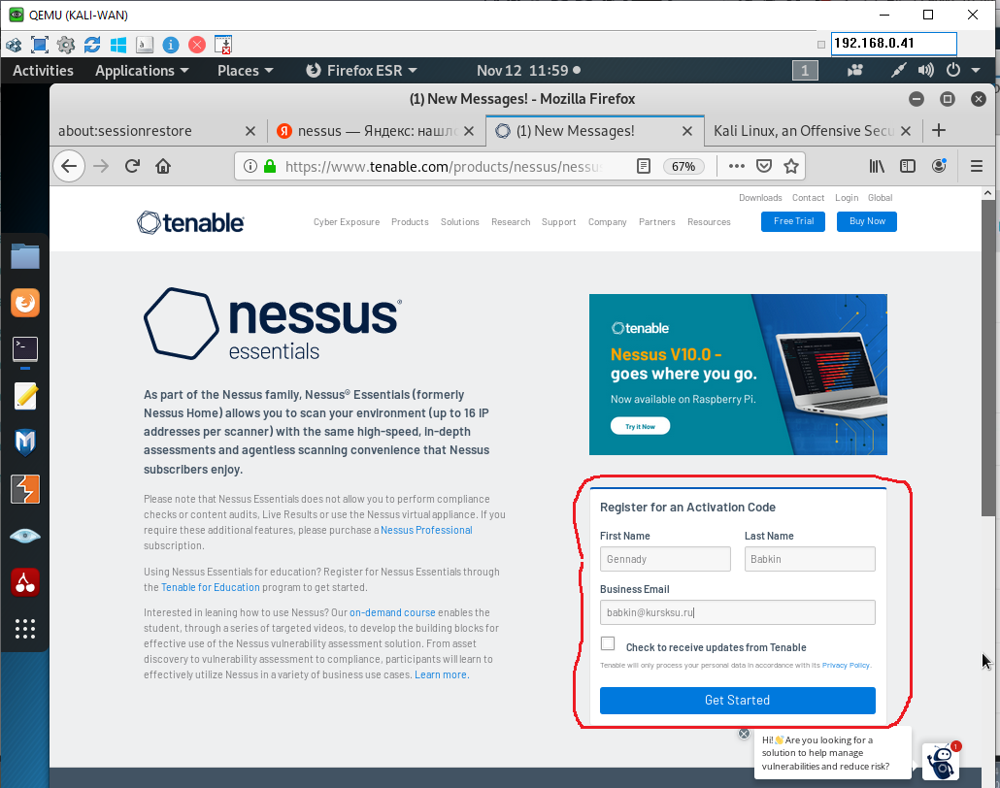 QEMU (KALI-WAN)
192.168.0.41
Activities Applications Places Firefox ESR Nov 12 11:59 1
(1) New Messages! - Mozilla Firefox
about:sessionrestore nessus — Яндекс: нашло (1) New Messages! Kali Linux, an Offensive Secu
https://www.tenable.com/products/nessus/nessus 67%
Downloads Contact Login Global
tenable®
Cyber Exposure Products Solutions Research Support Company Partners Resources Free Trial Buy Now
nessus®
essentials
As part of the Nessus family, Nessus® Essentials (formerly
Nessus Home) allows you to scan your environment (up to 16 IP
addresses per scanner) with the same high-speed, in-depth
assessments and agentless scanning convenience that Nessus
subscribers enjoy.
Please note that Nessus Essentials does not allow you to perform compliance
checks or content audits, Live Results or use the Nessus virtual appliance. If you
require these additional features, please purchase a Nessus Professional
subscription.
Using Nessus Essentials for education? Register for Nessus Essentials through
the Tenable for Education program to get started.
Interested in leaning how to use Nessus? Our on-demand course enables the
student, through a series of targeted videos, to develop the building blocks for
effective use of the Nessus vulnerability assessment solution. From asset
discovery to vulnerability assessment to compliance, participants will learn to
effectively utilize Nessus in a variety of business use cases. Learn more.
tenable
Nessus V10.0 -
goes where you go.
Now available on Raspberry Pi.
Try it Now
Register for an Activation Code
First Name Last Name
Gennady Babkin
Business Email
babkin@kursksu.ru
Check to receive updates from Tenable
Tenable will only process your personal data in accordance with its Privacy Policy.
Get Started
Hi!👋Are you looking for a
solution to help manage
vulnerabilities and reduce risk?
1